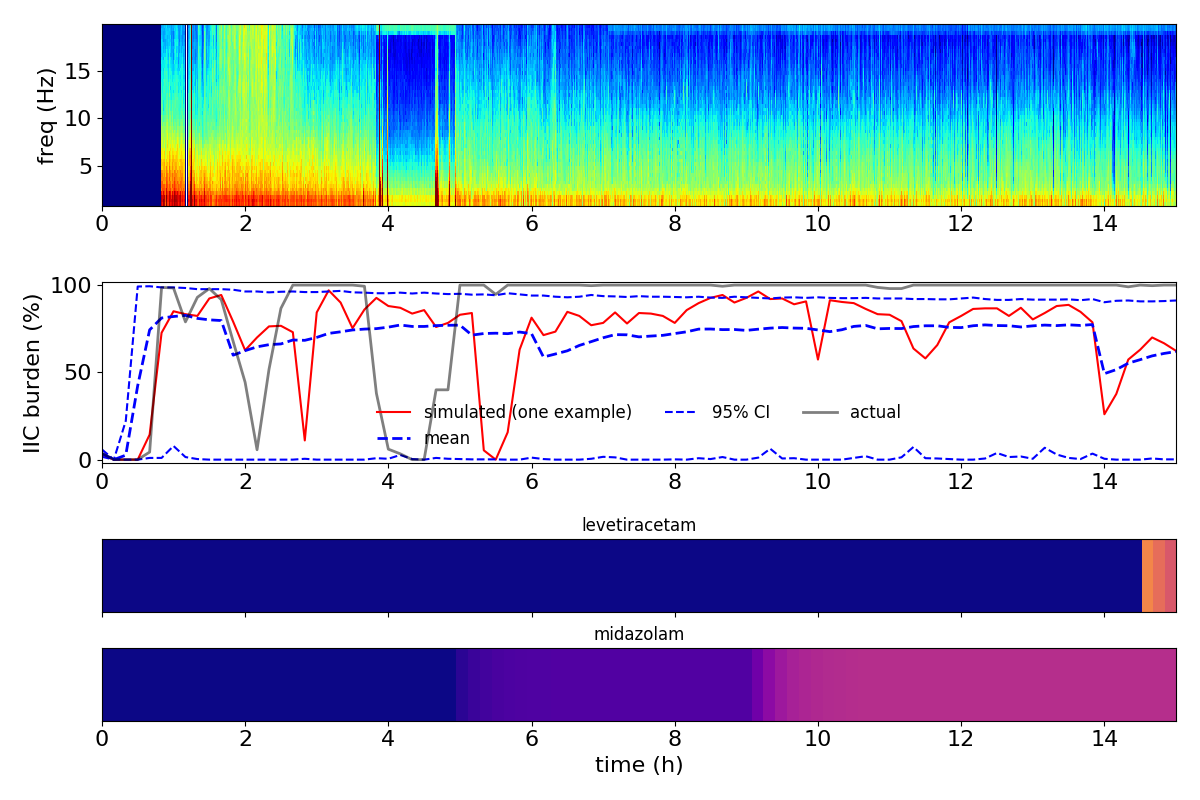 freq (Hz)
15
10
5
0 2 4 6 8 10 12 14
IIC burden (%)
100
50
0
simulated (one example) 95% CI actual
mean
0 2 4 6 8 10 12 14
levetiracetam
midazolam
0 2 4 6 8 10 12 14
time (h)